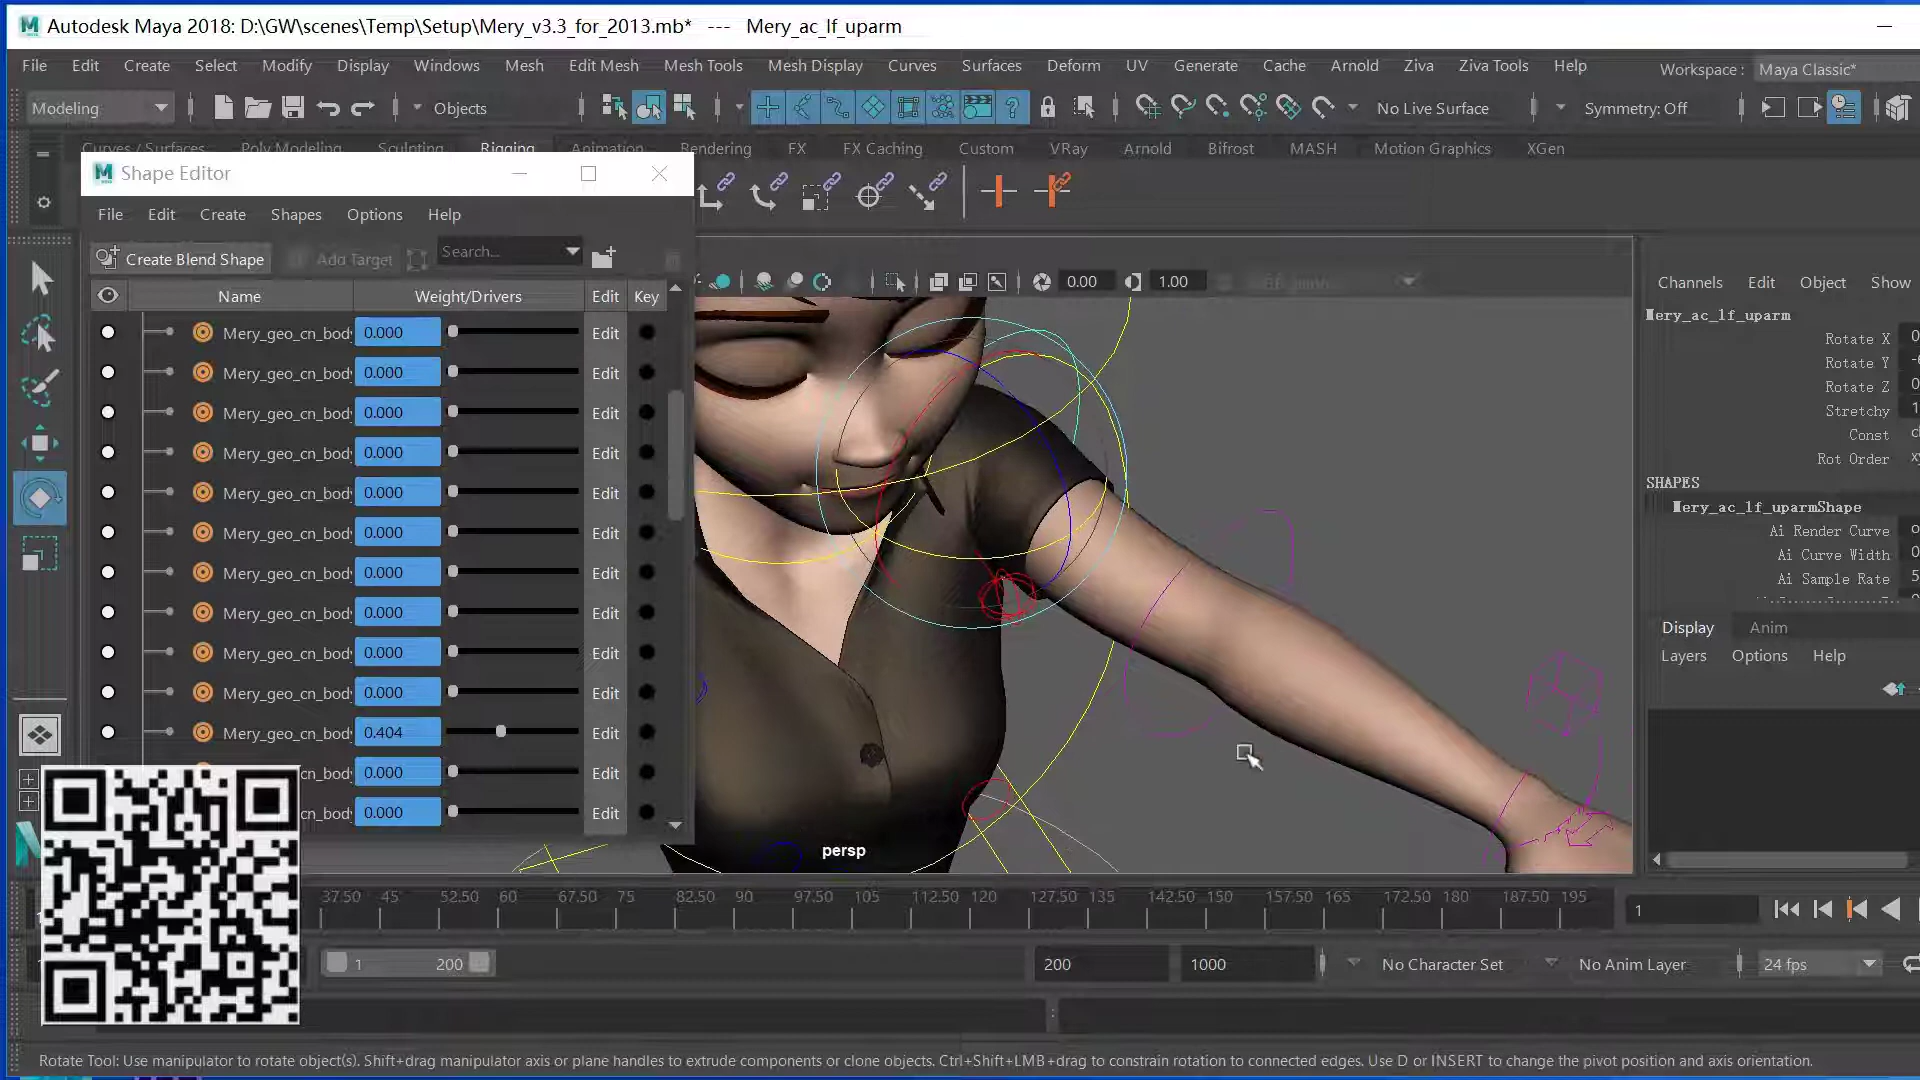 Autodesk Maya 2018: D:\GW\scenes\Temp\Setup\Mery_v3.3_for_2013.mb* --- Mery_ac_lf_uparm
File Edit Create Select Modify Display Windows Mesh Edit Mesh Mesh Tools Mesh Display Curves Surfaces Deform UV Generate Cache Arnold Ziva Ziva Tools Help Workspace : Maya Classic*
Modeling Objects No Live Surface Symmetry: Off
Curves / Surfaces Poly Modeling Sculpting Rigging Animation Rendering FX FX Caching Custom VRay Arnold Bifrost MASH Motion Graphics XGen
Shape Editor
File Edit Create Shapes Options Help
Create Blend Shape Add Target Search...
Name Weight/Drivers Edit Key
Mery_geo_cn_bod 0.000 Edit
Mery_geo_cn_bod 0.000 Edit
Mery_geo_cn_bod 0.000 Edit
Mery_geo_cn_bod 0.000 Edit
Mery_geo_cn_bod 0.000 Edit
Mery_geo_cn_bod 0.000 Edit
Mery_geo_cn_bod 0.000 Edit
Mery_geo_cn_bod 0.000 Edit
Mery_geo_cn_bod 0.000 Edit
Mery_geo_cn_bod 0.000 Edit
Mery_geo_cn_bod 0.404 Edit
cn_bod 0.000 Edit
cn_bod 0.000 Edit
0.00 1.00
persp
Channels Edit Object Show
Mery_ac_lf_uparm
Rotate X 0
Rotate Y
Rotate Z 0
Stretchy 1
Const
Rot Order
SHAPES
Mery_ac_lf_uparmShape
Ai Render Curve
Ai Curve Width 0
Ai Sample Rate 5
Display Anim
Layers Options Help
37.50 45 52.50 60 67.50 75 82.50 90 97.50 105 112.50 120 127.50 135 142.50 150 157.50 165 172.50 180 187.50 195 1
1 200 200 1000 No Character Set No Anim Layer 24 fps
Rotate Tool: Use manipulator to rotate object(s). Shift+drag manipulator axis or plane handles to extrude components or clone objects. Ctrl+Shift+LMB+drag to constrain rotation to connected edges. Use D or INSERT to change the pivot position and axis orientation.